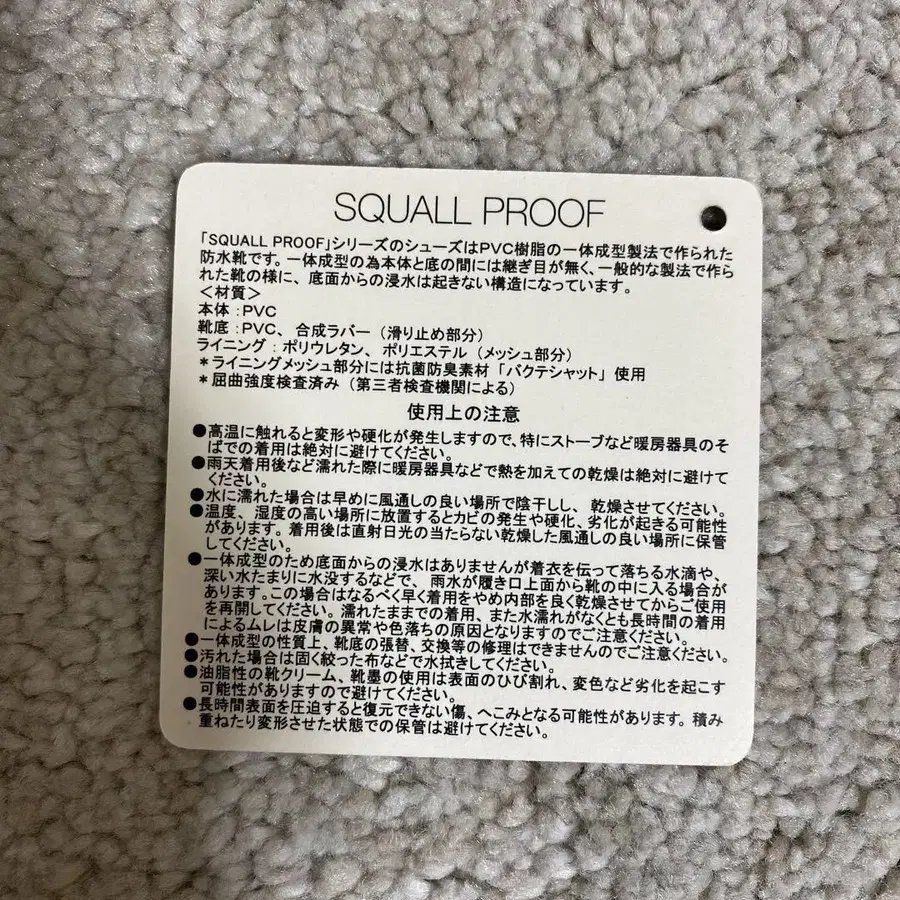 SQUALL PROOF
「SQUALL PROOF」シリーズのシューズはPVC樹脂の一体成型製法で作られた
防水靴です。一体成型の為本体と底の間には継ぎ目が無く、一般的な製法で作ら
れた靴の様に、底面からの浸水は起きない構造になっています。
＜材質＞
本体：PVC
靴底：PVC、合成ラバー（滑り止め部分）
ライニング：ポリウレタン、ポリエステル（メッシュ部分）
＊ライニングメッシュ部分には抗菌防臭素材「バクテシャット」使用
＊屈曲強度検査済み（第三者検査機関による）
使用上の注意
●高温に触れると変形や硬化が発生しますので、特にストーブなど暖房器具のそ
ばでの着用は絶対に避けてください。
●雨天着用後など濡れた際に暖房器具などで熱を加えての乾燥は絶対に避けて
ください。
●水に濡れた場合は早めに風通しの良い場所で陰干しし、乾燥させてください。
●温度、湿度の高い場所に放置するとカビの発生や硬化、劣化が起きる可能性
があります。着用後は直射日光の当たらない乾燥した風通しの良い場所に保管
してください。
●一体成型のため底面からの浸水はありませんが着衣を伝って落ちる水滴や、
深い水たまりに水没するなどで、雨水が履き口上面から靴の中に入る場合が
あります。この場合はなるべく早く着用をやめ内部を良く乾燥させてからご使用
を再開してください。濡れたままでの着用、また水濡れがなくとも長時間の着用
によるムレは皮膚の異常や色落ちの原因となりますのでご注意ください。
●一体成型の性質上、靴底の張替、交換等の修理はできませんのでご注意ください。
●汚れた場合は固く絞った布などで水拭きしてください。
●油脂性の靴クリーム、靴墨の使用は表面のひび割れ、変色など劣化を起こす
可能性がありますので避けてください。
●長時間表面を圧迫すると復元できない傷、へこみとなる可能性があります。積み
重ねたり変形させた状態での保管は避けてください。